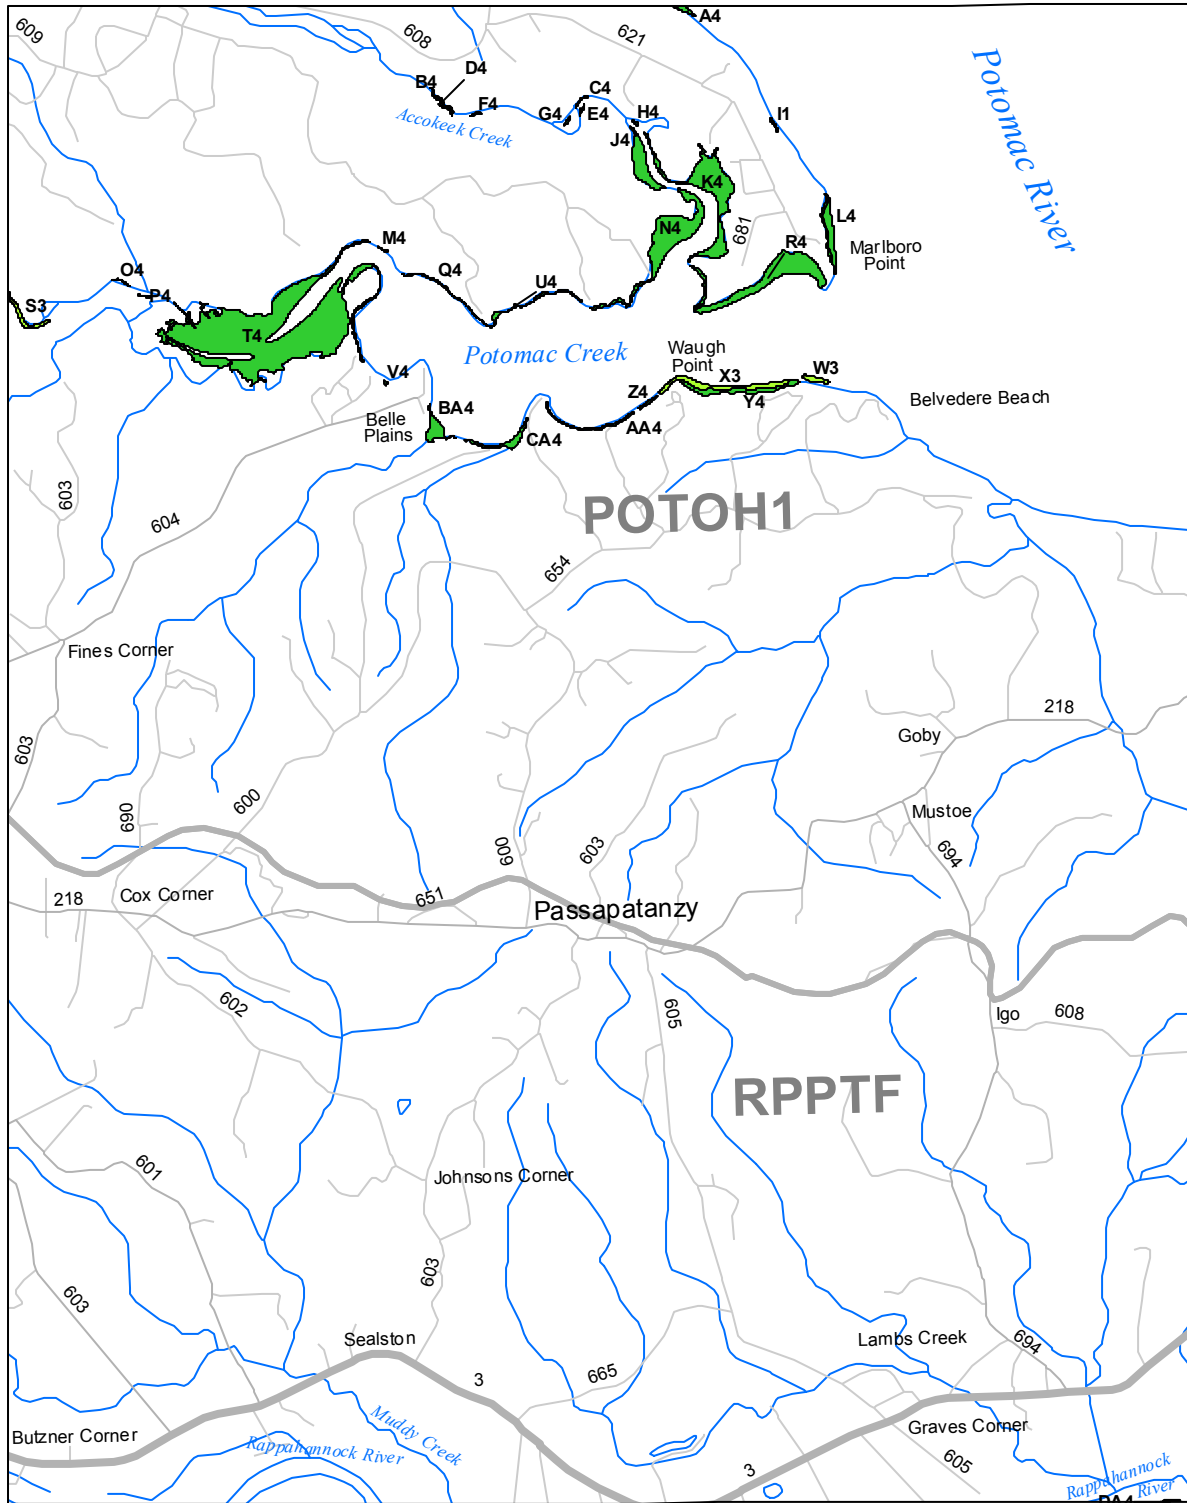 A4
609
608
621
D4
B4
C4
F4
G4
E4
H4
I1
Accokeek Creek
J4
Potomac River
K4
L4
N4
681
R4
Marlboro
Point
M4
O4
Q4
U4
P4
S3
T4
Potomac Creek
Waugh
Point
X3
W3
V4
Z4
Y4
Belvedere Beach
BA4
Belle
Plains
AA4
CA4
603
POTOH1
604
654
Fines Corner
218
603
Goby
600
690
Mustoe
603
600
694
651
218
Cox Corner
Passapatanzy
602
605
Igo
608
RPPTF
601
Johnsons Corner
603
603
Sealston
Lambs Creek
694
665
3
Muddy Creek
Graves Corner
Butzner Corner
Rappahannock River
605
3
Rappahannock
River